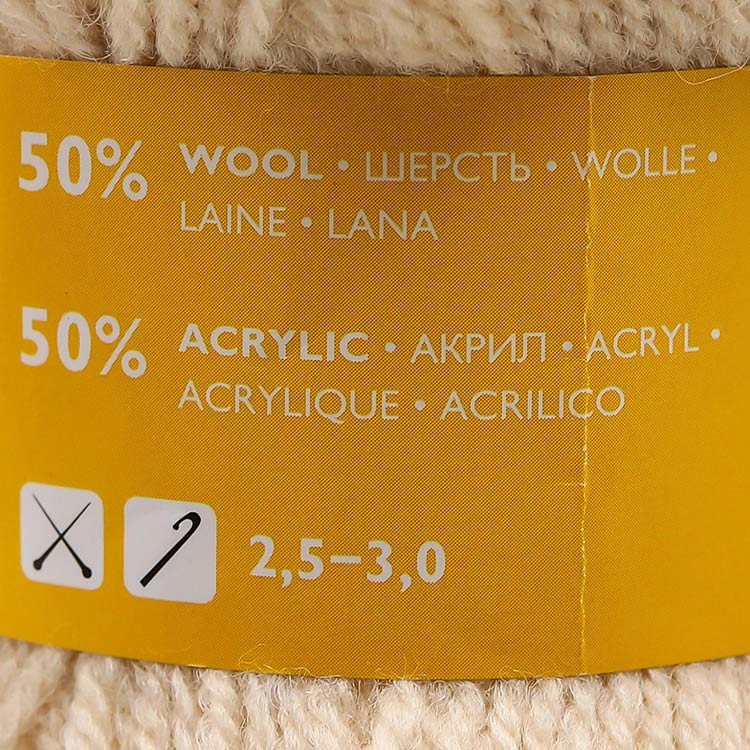 50% WOOL • ШЕРСТЬ • WOLLE •
LAINE • LANA
50% ACRYLIC • АКРИЛ • ACRYL •
ACRYLIQUE • ACRILICO
2,5–3,0